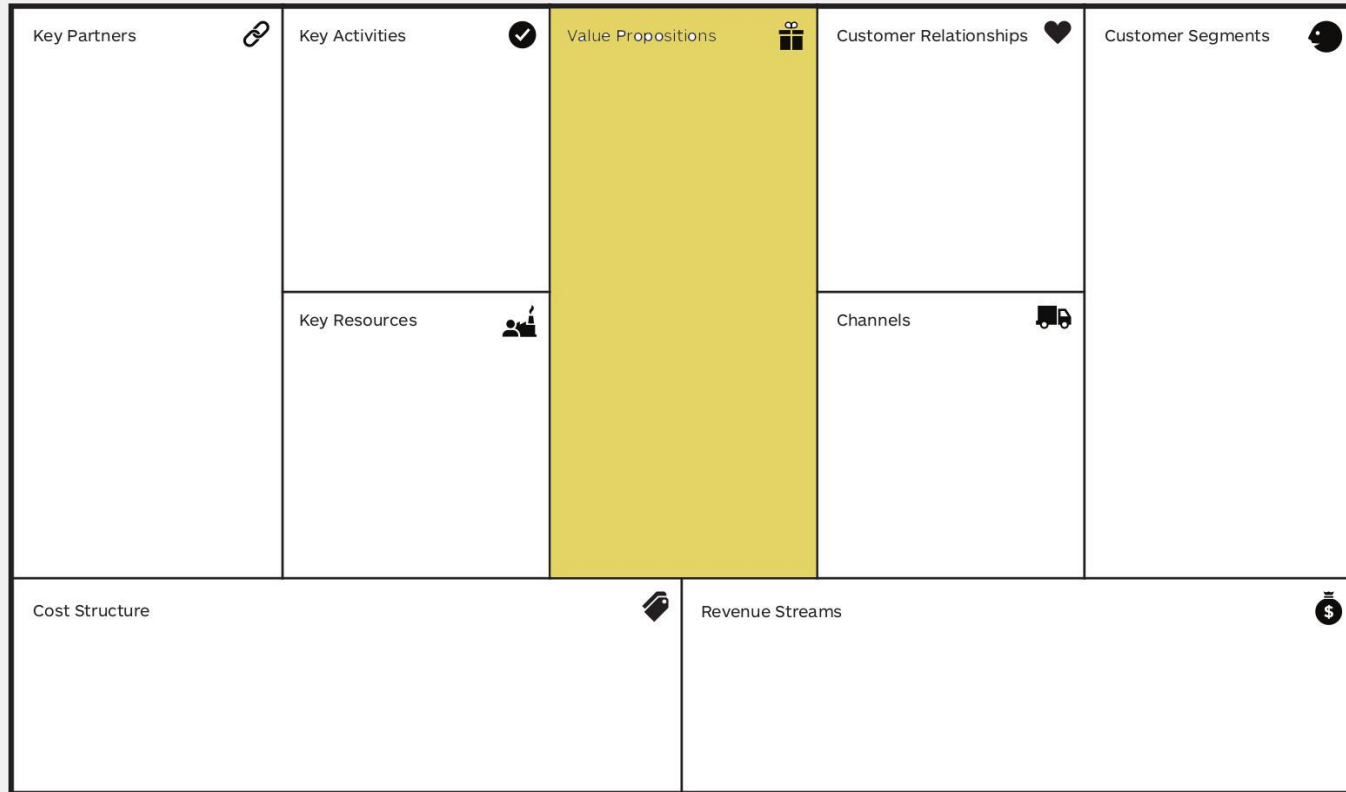 Key Partners
Key Activities
Value Propositions
Customer Relationships
Customer Segments
Key Resources
Channels
Cost Structure
Revenue Streams
$